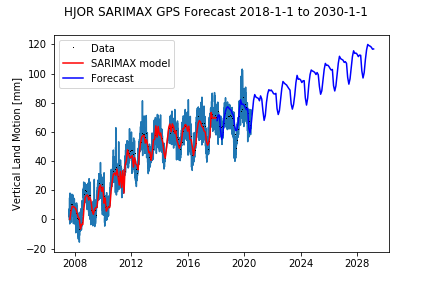 HJOR SARIMAX GPS Forecast 2018-1-1 to 2030-1-1
Data
SARIMAX model
Forecast
Vertical Land Motion [mm]
120
100
80
60
40
20
0
−20
2008
2012
2016
2020
2024
2028